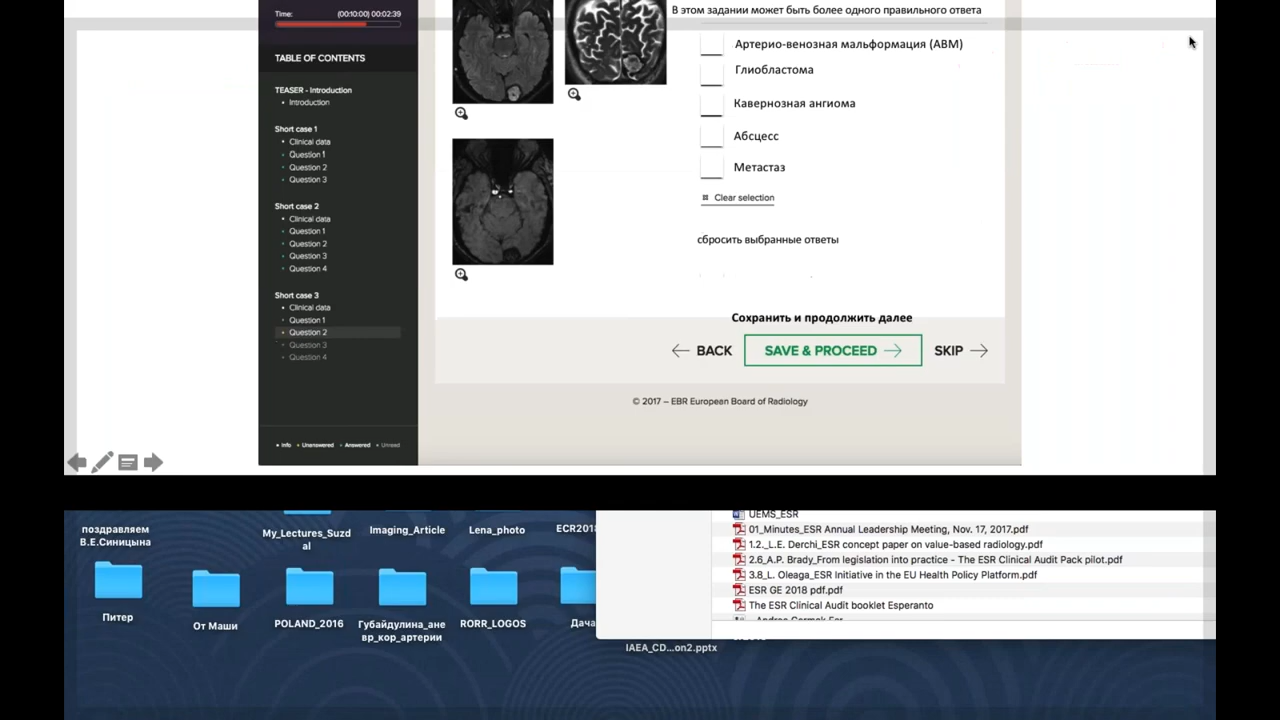 Time:
(00:10:00) 00:02:39
TABLE OF CONTENTS
TEASER - Introduction
• Introduction
Short case 1
• Clinical data
• Question 1
• Question 2
• Question 3
Short case 2
• Clinical data
• Question 1
• Question 2
• Question 3
• Question 4
Short case 3
• Clinical data
• Question 1
• Question 2
• Question 3
• Question 4
• Info • Unanswered • Answered • Unread
В этом задании может быть более одного правильного ответа
Артерио-венозная мальформация (АВМ)
Глиобластома
Кавернозная ангиома
Абсцесс
Метастаз
Clear selection
сбросить выбранные ответы
Сохранить и продолжить далее
← BACK
SAVE & PROCEED →
SKIP →
© 2017 – EBR European Board of Radiology
поздравляем
В.Е.Синицына
My_Lectures_Suzd
al
Imaging_Article
Lena_photo
ECR2018
Питер
От Маши
POLAND_2016
Губайдулина_ане
вр_кор_артерии
RORR_LOGOS
Дача
UEMS_ESR
01_Minutes_ESR Annual Leadership Meeting, Nov. 17, 2017.pdf
1.2._L.E. Derchi_ESR concept paper on value-based radiology.pdf
2.6_A.P. Brady_From legislation into practice - The ESR Clinical Audit Pack pilot.pdf
3.8_L. Oleaga_ESR Initiative in the EU Health Policy Platform.pdf
ESR GE 2018 pdf.pdf
The ESR Clinical Audit booklet Esperanto
IAEA_CD...on2.pptx